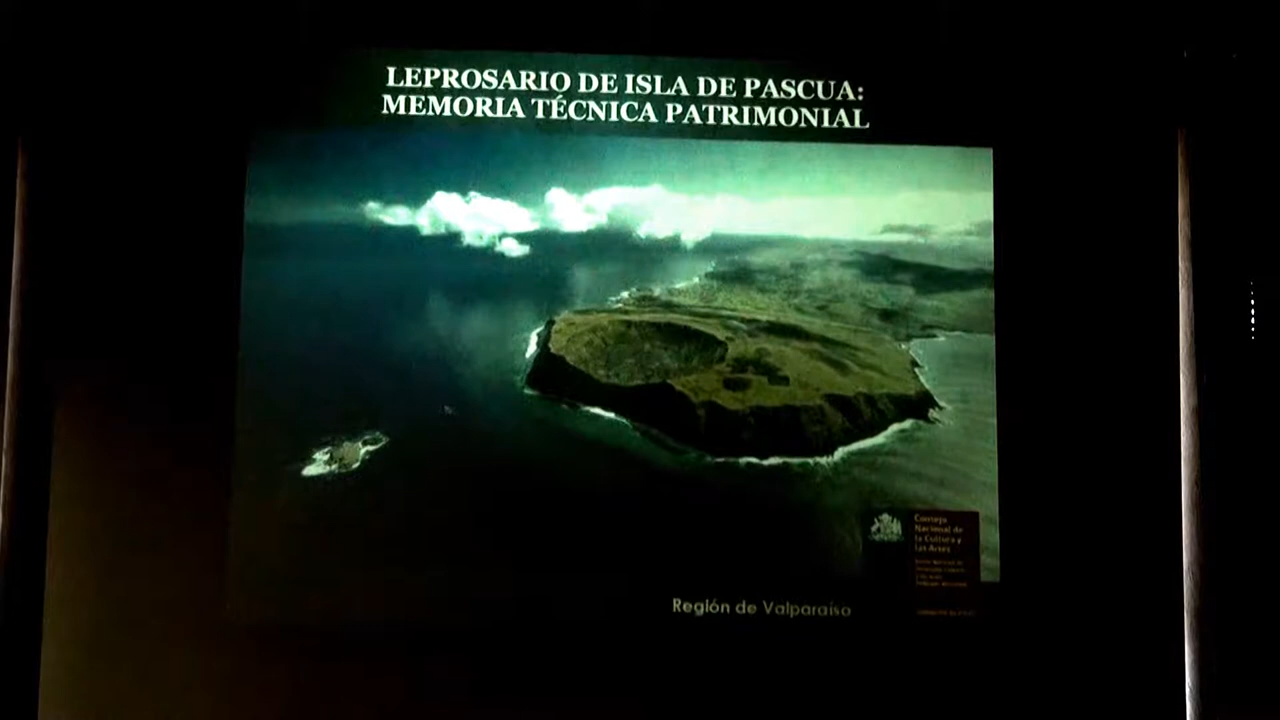 LEPROSARIO DE ISLA DE PASCUA:
MEMORIA TÉCNICA PATRIMONIAL
Consejo
Nacional de
la Cultura y
las Artes
Región de Valparaíso